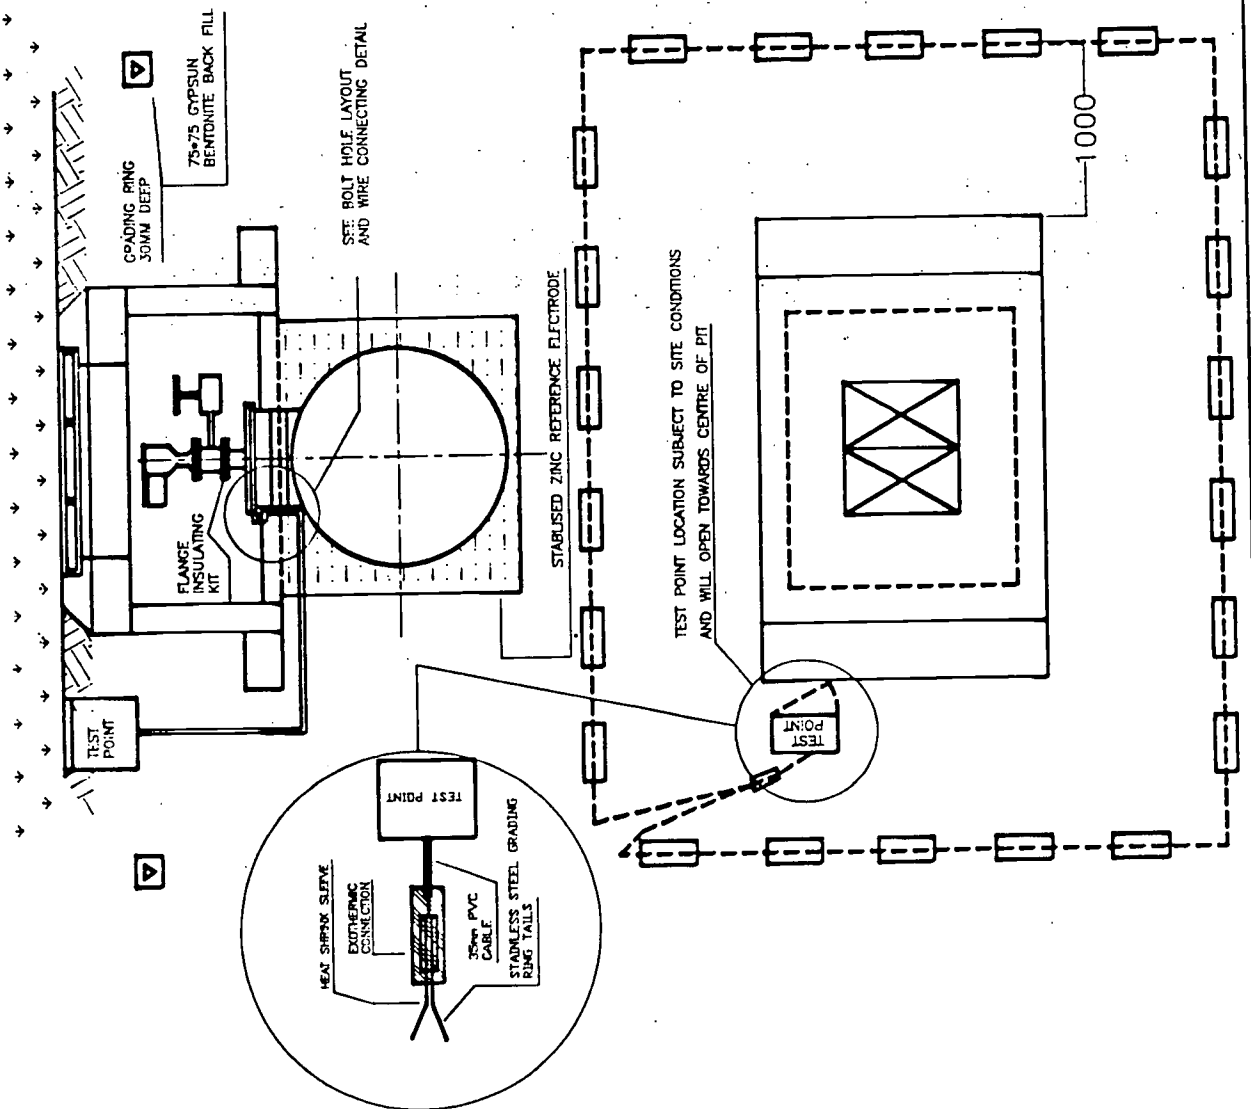 GRADING RING
30MM DEEP
75*75 GYPSUN
BENTONITE BACK FILL
SEE BOLT HOLE LAYOUT
AND WIRE CONNECTING DETAIL
FLANGE
INSULATING
KIT
STABLISED ZINC REFERENCE ELECTRODE
TEST
POINT
TEST POINT LOCATION SUBJECT TO SITE CONDITIONS
AND WILL OPEN TOWARDS CENTRE OF PIT
1000
TEST
POINT
TEST POINT
HEAT SHRINK SLEEVE
EXOTHERMIC
CONNECTION
35mm PVC
CABLE
STAINLESS STEEL GRADING
RING TAILS